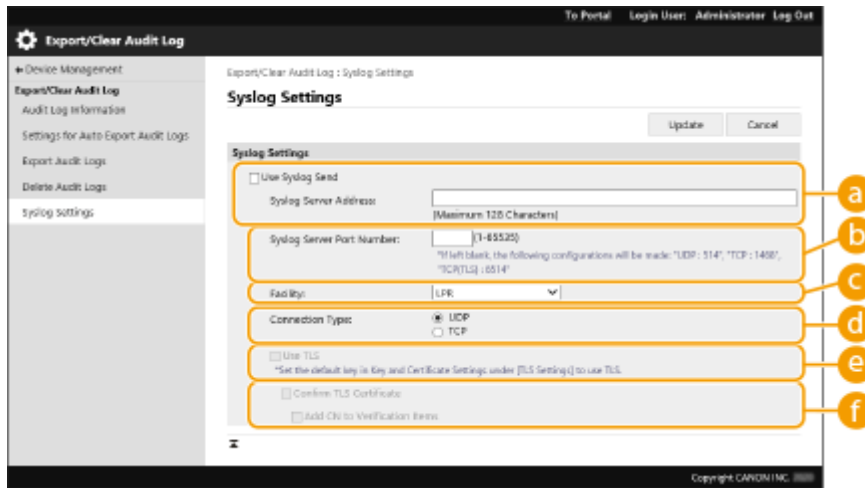 To Portal Login User: Administrator Log Out
Export/Clear Audit Log
Device Management
Export/Clear Audit Log
Audit Log Information
Settings for Auto Export Audit Logs
Export Audit Logs
Delete Audit Logs
Syslog Settings
Export/Clear Audit Log : Syslog Settings
Syslog Settings
Update Cancel
Syslog Settings
Use Syslog Send
Syslog Server Address:
(Maximum 128 Characters)
a
Syslog Server Port Number: (1-65535)
*If left blank, the following configurations will be made: "UDP : 514", "TCP : 1468",
"TCP(TLS) : 6514"
b
Facility: LPR
c
Connection Type: UDP
TCP
d
Use TLS
*Set the default key in Key and Certificate Settings under [TLS Settings] to use TLS.
e
Confirm TLS Certificate
Add CN to Verification Items
f
Copyright CANON INC.